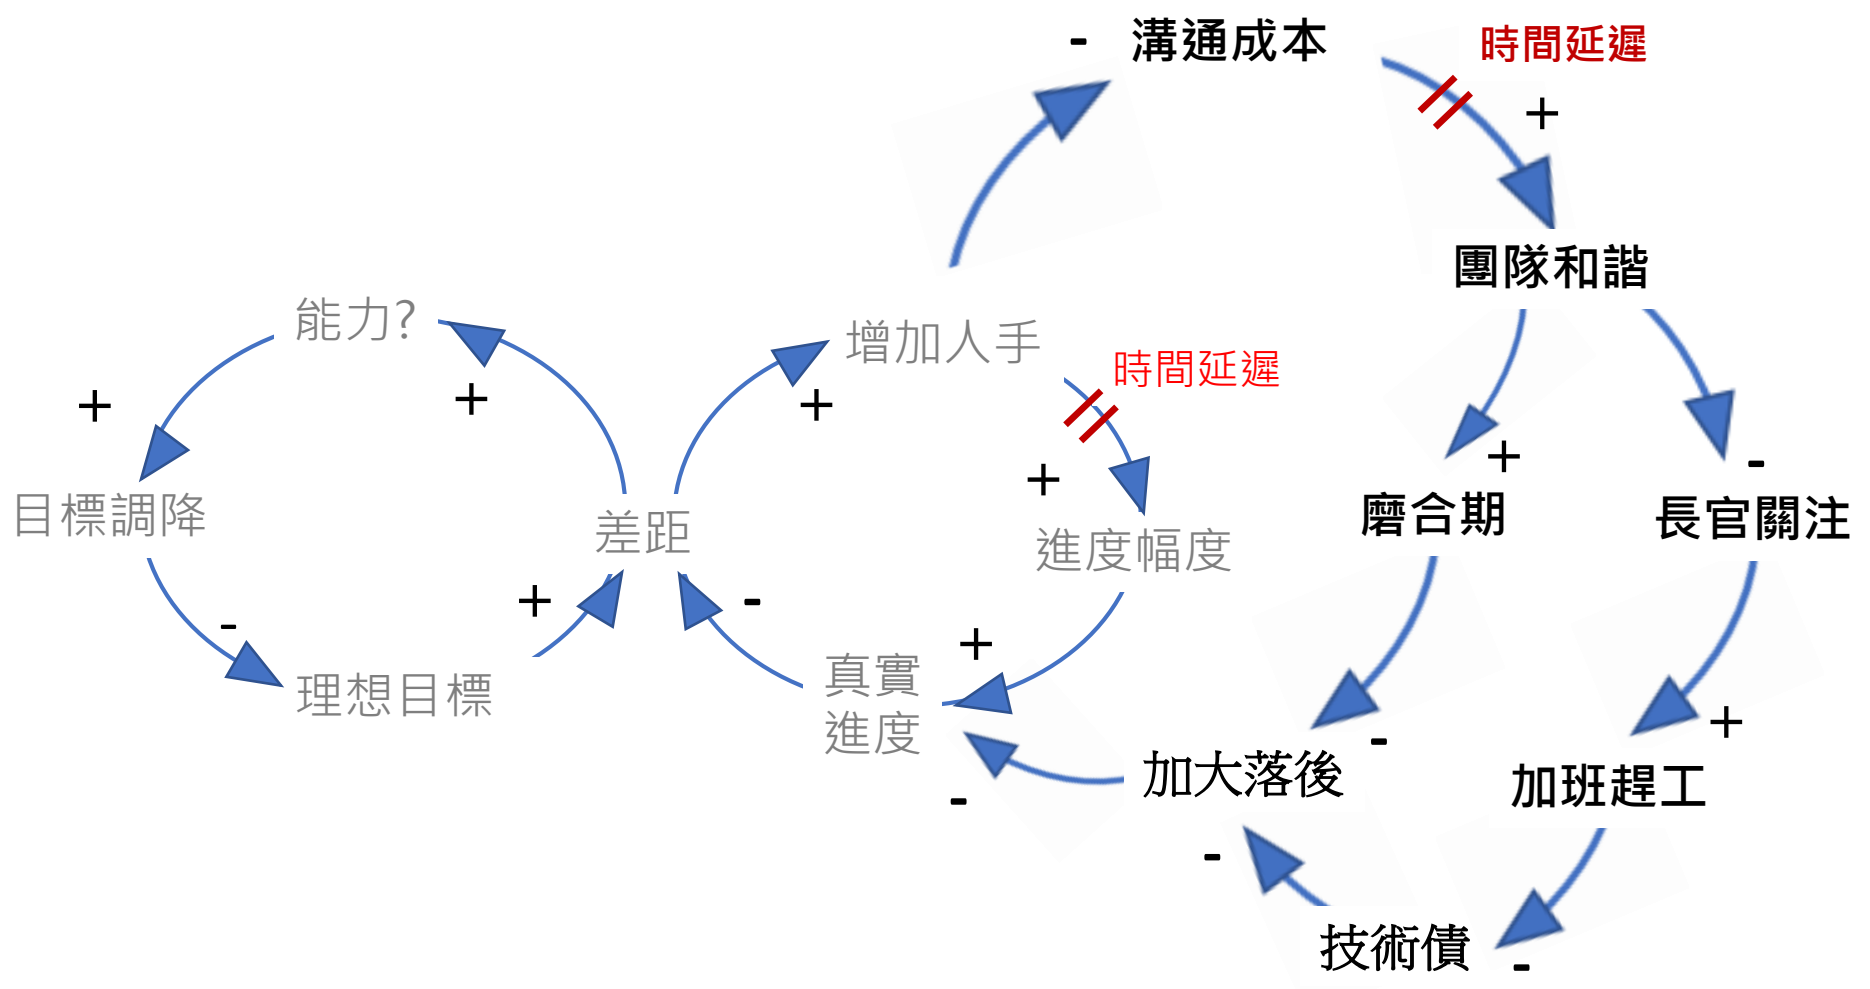 - 溝通成本
時間延遲
+
團隊和諧
能力?
增加人手
時間延遲
+
+
+
+
+
-
目標調降
差距
磨合期
長官關注
進度幅度
+
-
-
+
理想目標
真實
進度
+
-
加大落後
-
加班趕工
-
技術債
-